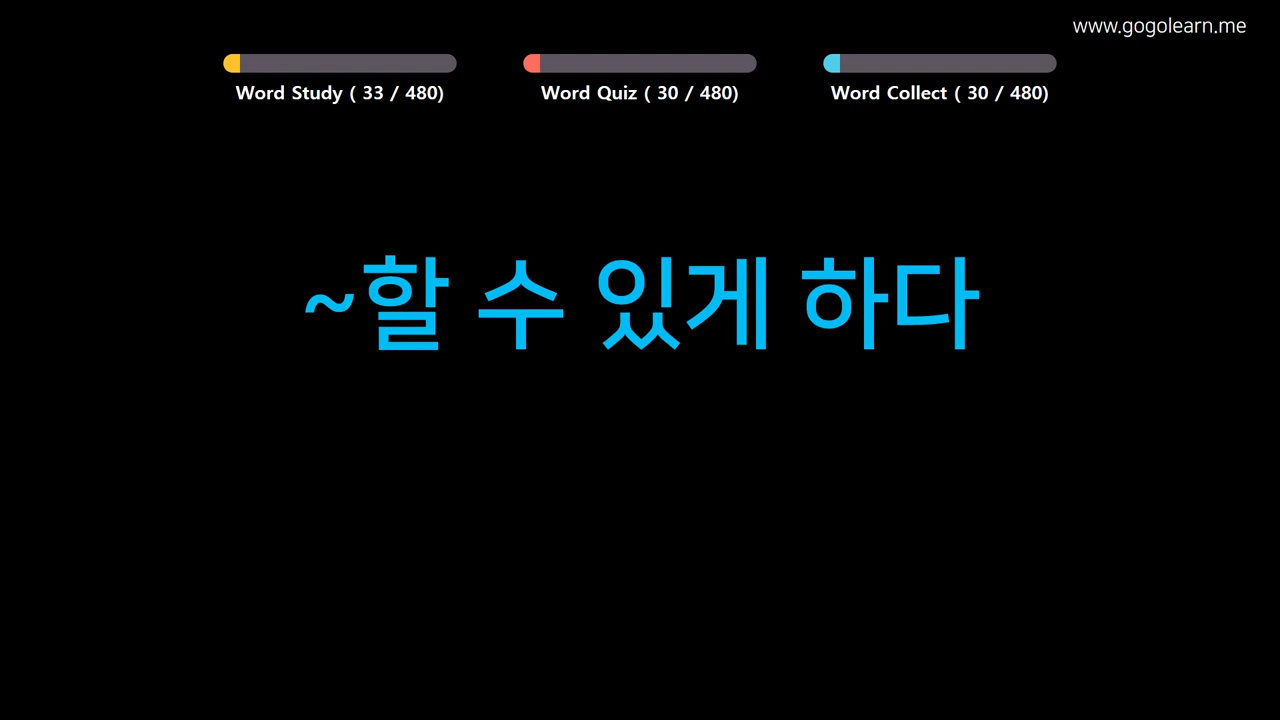 www.gogolearn.me
Word Study ( 33 / 480)
Word Quiz ( 30 / 480)
Word Collect ( 30 / 480)
~할 수 있게 하다